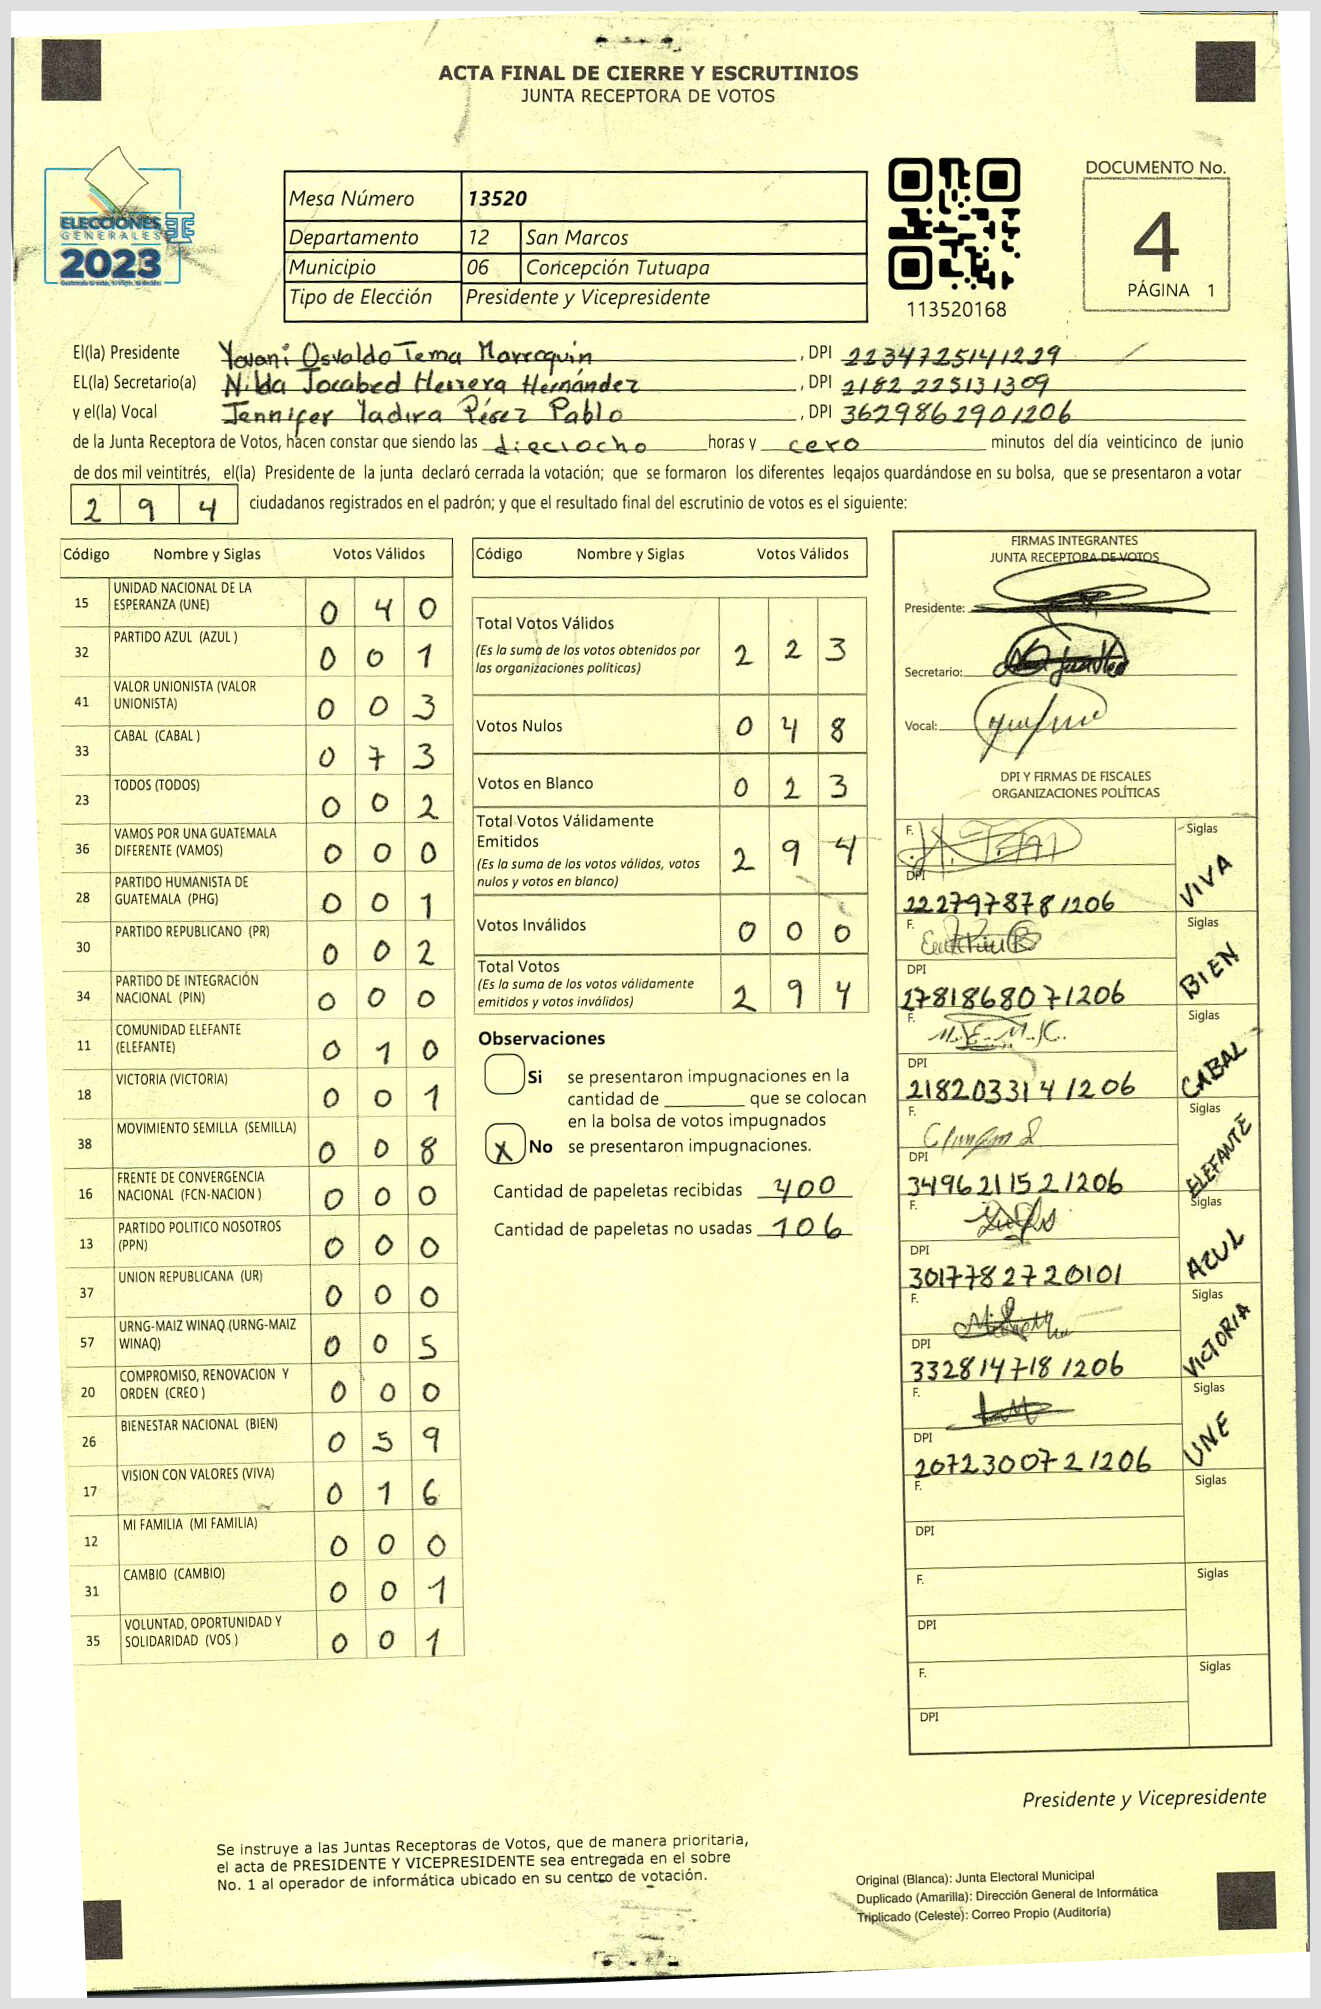 ACTA FINAL DE CIERRE Y ESCRUTINIOS
JUNTA RECEPTORA DE VOTOS
ELECCIONES
GENERALES
2023
Mesa Número 13520
Departamento 12 San Marcos
Municipio 06 Concepción Tutuapa
Tipo de Elección Presidente y Vicepresidente
113520168
DOCUMENTO No.
4
PÁGINA 1
El(la) Presidente Yovani Osvaldo Tema Marroquin, DPI 2234725141229
EL(la) Secretario(a) Nilda Jocabed Herrera Hernández, DPI 2182 22513 1309
y el(la) Vocal Jennifer Yadira Pérez Pablo, DPI 3629862901206
de la Junta Receptora de Votos, hacen constar que siendo las dieciocho horas y cero minutos del día veinticinco de junio
de dos mil veintitrés, el(la) Presidente de la junta declaró cerrada la votación; que se formaron los diferentes legajos guardándose en su bolsa, que se presentaron a votar
2 9 4 ciudadanos registrados en el padrón; y que el resultado final del escrutinio de votos es el siguiente:
Código Nombre y Siglas Votos Válidos
15 UNIDAD NACIONAL DE LA ESPERANZA (UNE) 0 4 0
32 PARTIDO AZUL (AZUL ) 0 0 1
41 VALOR UNIONISTA (VALOR UNIONISTA) 0 0 3
33 CABAL (CABAL ) 0 7 3
23 TODOS (TODOS) 0 0 2
36 VAMOS POR UNA GUATEMALA DIFERENTE (VAMOS) 0 0 0
28 PARTIDO HUMANISTA DE GUATEMALA (PHG) 0 0 1
30 PARTIDO REPUBLICANO (PR) 0 0 2
34 PARTIDO DE INTEGRACIÓN NACIONAL (PIN) 0 0 0
11 COMUNIDAD ELEFANTE (ELEFANTE) 0 1 0
18 VICTORIA (VICTORIA) 0 0 1
38 MOVIMIENTO SEMILLA (SEMILLA) 0 0 8
16 FRENTE DE CONVERGENCIA NACIONAL (FCN-NACION ) 0 0 0
13 PARTIDO POLITICO NOSOTROS (PPN) 0 0 0
37 UNION REPUBLICANA (UR) 0 0 0
57 URNG-MAIZ WINAQ (URNG-MAIZ WINAQ) 0 0 5
20 COMPROMISO, RENOVACION Y ORDEN (CREO ) 0 0 0
26 BIENESTAR NACIONAL (BIEN) 0 5 9
17 VISION CON VALORES (VIVA) 0 1 6
12 MI FAMILIA (MI FAMILIA) 0 0 0
31 CAMBIO (CAMBIO) 0 0 1
35 VOLUNTAD, OPORTUNIDAD Y SOLIDARIDAD (VOS ) 0 0 1
Código Nombre y Siglas Votos Válidos
Total Votos Válidos
(Es la suma de los votos obtenidos por
las organizaciones politicas) 2 2 3
Votos Nulos 0 4 8
Votos en Blanco 0 2 3
Total Votos Válidamente
Emitidos
(Es la suma de los votos válidos, votos
nulos y votos en blanco) 2 9 4
Votos Inválidos 0 0 0
Total Votos
(Es la suma de los votos válidamente
emitidos y votos inválidos) 2 9 4
Observaciones
Si se presentaron impugnaciones en la
cantidad de ________ que se colocan
en la bolsa de votos impugnados
X No se presentaron impugnaciones.
Cantidad de papeletas recibidas 400
Cantidad de papeletas no usadas 106
FIRMAS INTEGRANTES
JUNTA RECEPTORA DE VOTOS
Presidente:
Secretario:
Vocal:
DPI Y FIRMAS DE FISCALES
ORGANIZACIONES POLÍTICAS
F. Siglas
DPI
2227978781206 VIVA
F. Siglas
DPI
2781868071206 BIEN
F. Siglas
DPI
2182033141206 CABAL
F. Siglas
DPI
3496211521206 ELEFANTE
F. Siglas
DPI
3017782720101 AZUL
F. Siglas
DPI
3328147181206 VICTORIA
F. Siglas
DPI
2072300721206 UNE
F. Siglas
DPI
F. Siglas
DPI
F. Siglas
DPI
Presidente y Vicepresidente
Se instruye a las Juntas Receptoras de Votos, que de manera prioritaria,
el acta de PRESIDENTE Y VICEPRESIDENTE sea entregada en el sobre
No. 1 al operador de informática ubicado en su centro de votación.
Original (Blanca): Junta Electoral Municipal
Duplicado (Amarilla): Dirección General de Informática
Triplicado (Celeste): Correo Propio (Auditoría)